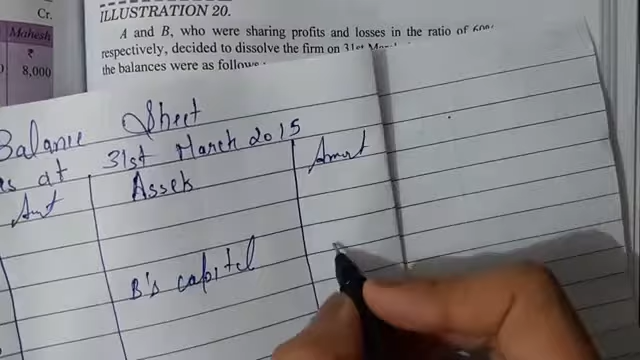 Cr.
Mahesh
₹
8,000
ILLUSTRATION 20.
A and B, who were sharing profits and losses in the ratio of 60%
respectively, decided to dissolve the firm on 31st
the balances were as follows
Balance Sheet
as at 31st March 2015
Amt Assets Amount
B's capital